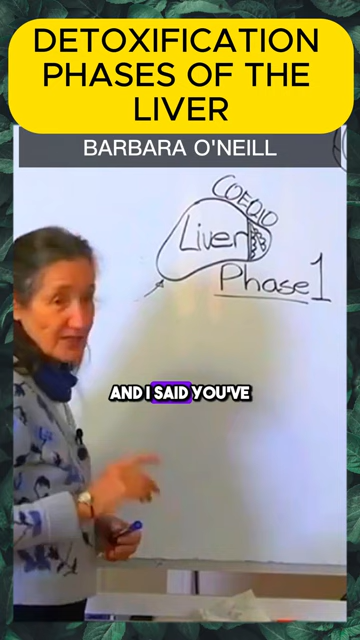 DETOXIFICATION
PHASES OF THE
LIVER
BARBARA O'NEILL
COEQ10
Liver
Phase 1
AND I SAID YOU'VE